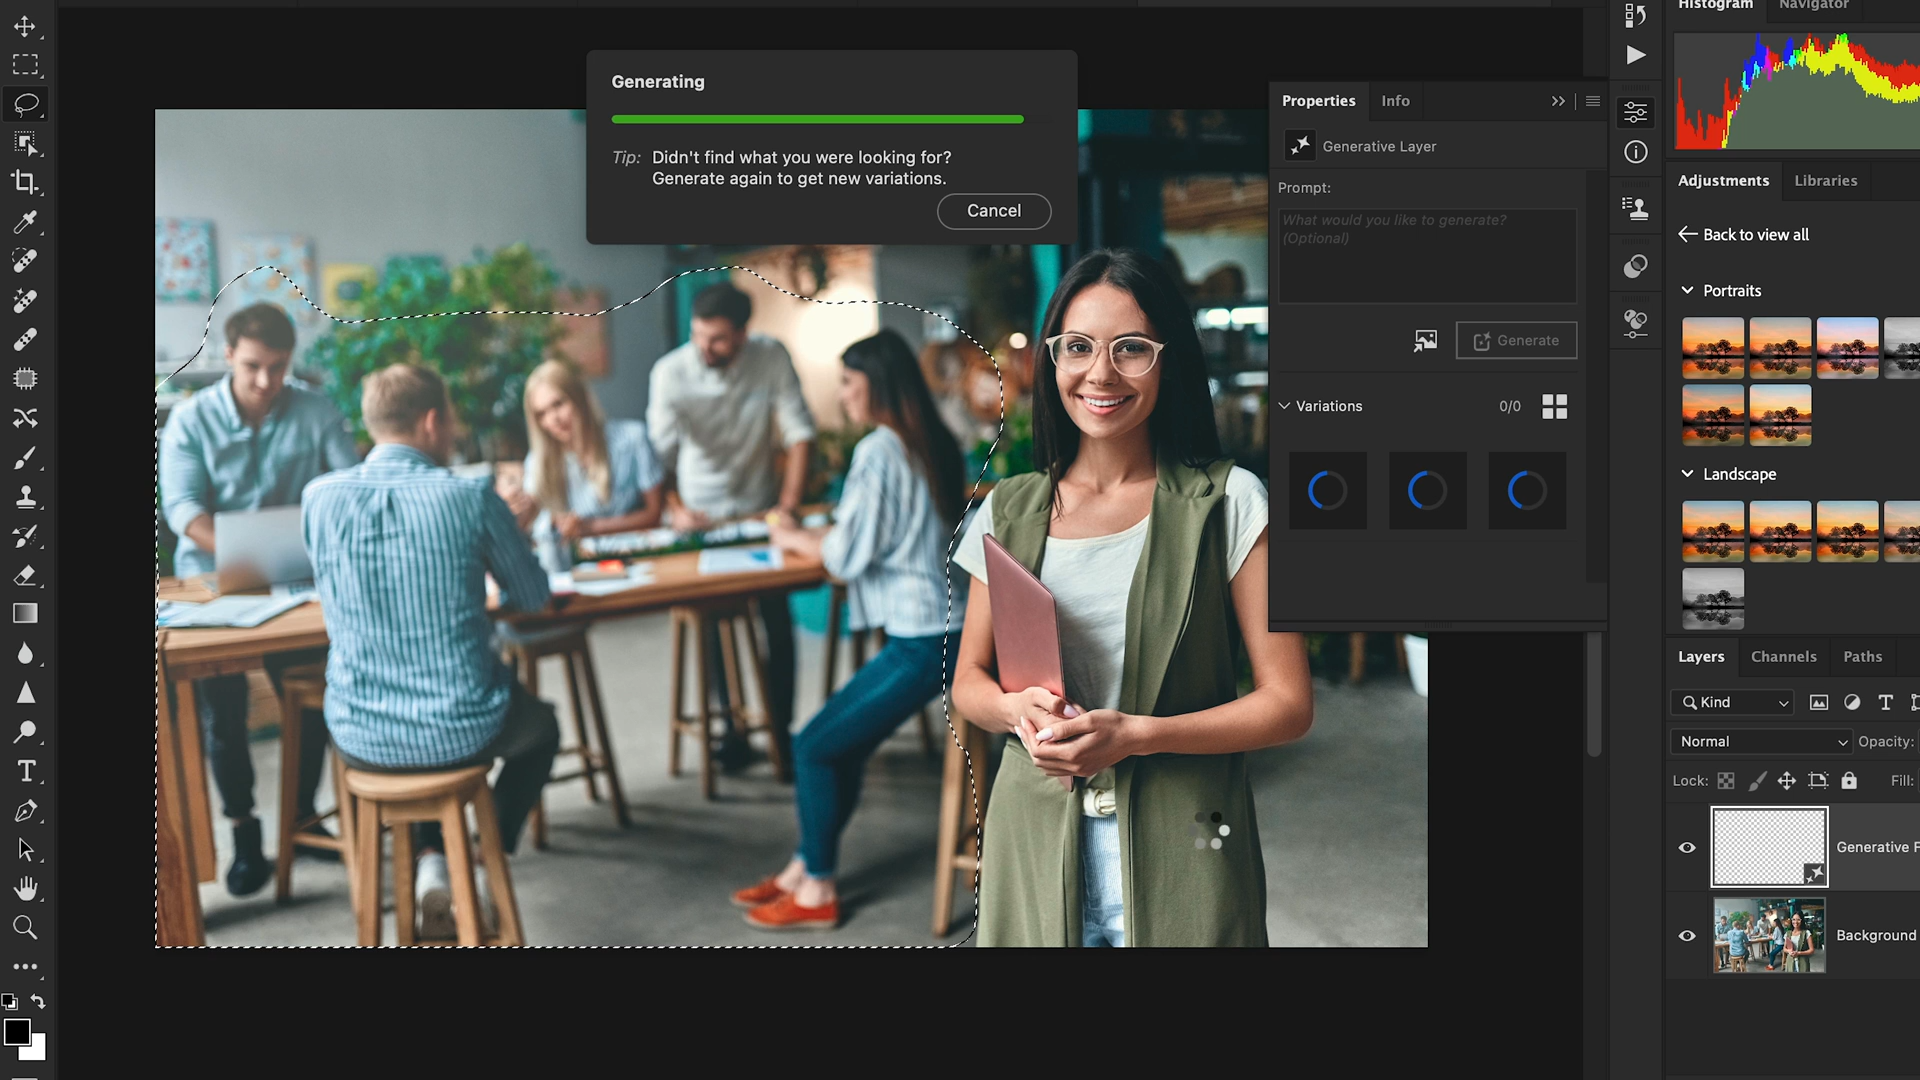 Histogram
Navigator
Generating
Tip: Didn't find what you were looking for?
Generate again to get new variations.
Cancel
Properties
Info
Generative Layer
Prompt:
What would you like to generate?
(Optional)
Generate
Variations
0/0
Adjustments
Libraries
Back to view all
Portraits
Landscape
Layers
Channels
Paths
Kind
Normal
Opacity:
Lock:
Fill:
Generative F
Background